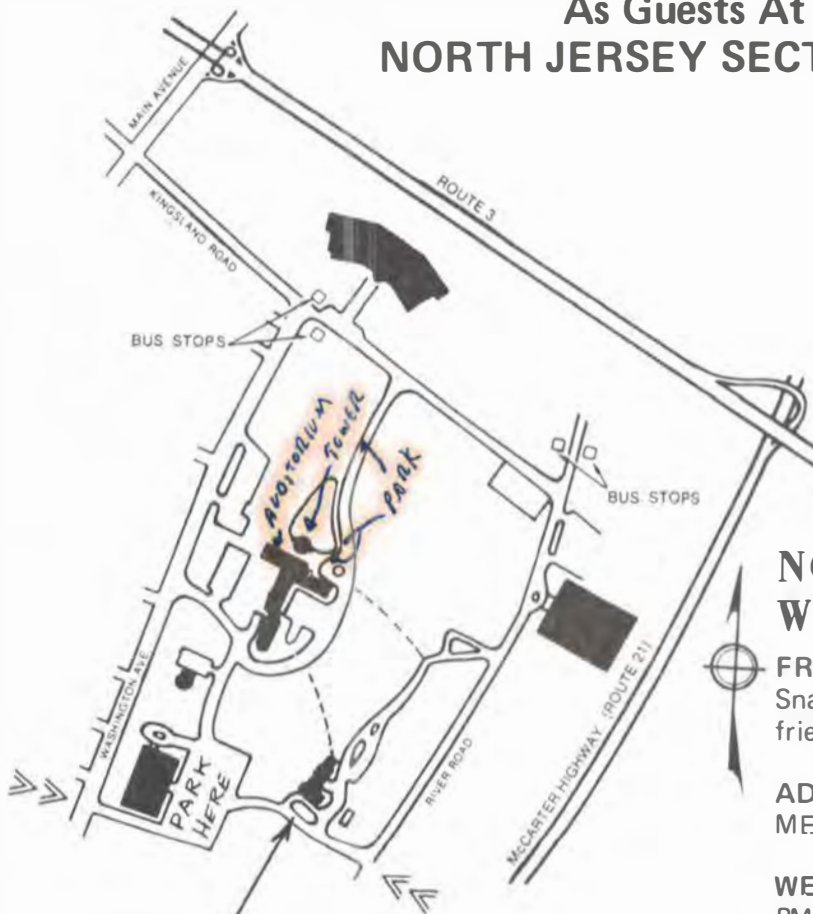 As Guests At
NORTH JERSEY SECT
MAIN AVENUE
ROUTE 3
KINGSLAND ROAD
BUS STOPS
AUDITORIUM
TOWER
PARK
BUS STOPS
WASHINGTON AVE.
PARK
HERE
RIVER ROAD
McCARTER HIGHWAY (ROUTE 21)
FR
Sna
frie
AD
ME
WE
PM